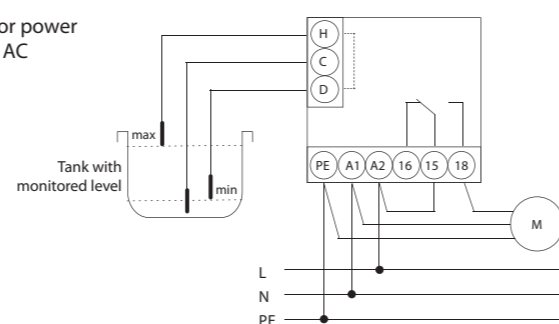 or power
AC
H
C
D
max
Tank with
monitored level
min
PE A1 A2 16 15 18
M
L
N
PE